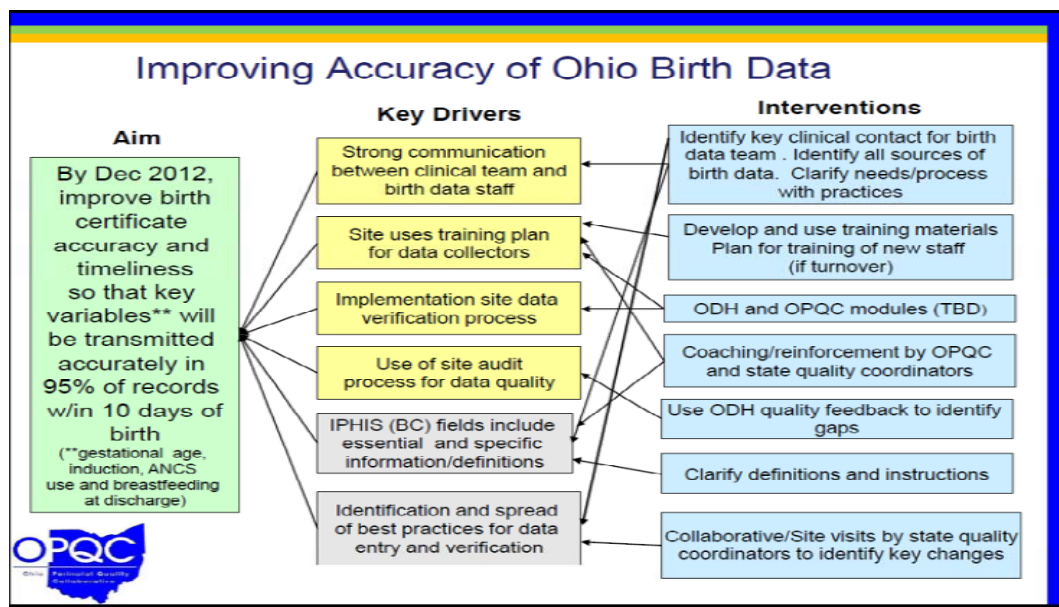 Improving Accuracy of Ohio Birth Data
Aim
By Dec 2012,
improve birth
certificate
accuracy and
timeliness
so that key
variables** will
be transmitted
accurately in
95% of records
w/in 10 days of
birth
(**gestational age,
induction, ANCS
use and breastfeeding
at discharge)
OPQC
Ohio Perinatal Quality
Collaborative
Key Drivers
Strong communication
between clinical team and
birth data staff
Site uses training plan
for data collectors
Implementation site data
verification process
Use of site audit
process for data quality
IPHIS (BC) fields include
essential and specific
information/definitions
Identification and spread
of best practices for data
entry and verification
Interventions
Identify key clinical contact for birth
data team . Identify all sources of
birth data. Clarify needs/process
with practices
Develop and use training materials
Plan for training of new staff
(if turnover)
ODH and OPQC modules (TBD)
Coaching/reinforcement by OPQC
and state quality coordinators
Use ODH quality feedback to identify
gaps
Clarify definitions and instructions
Collaborative/Site visits by state quality
coordinators to identify key changes